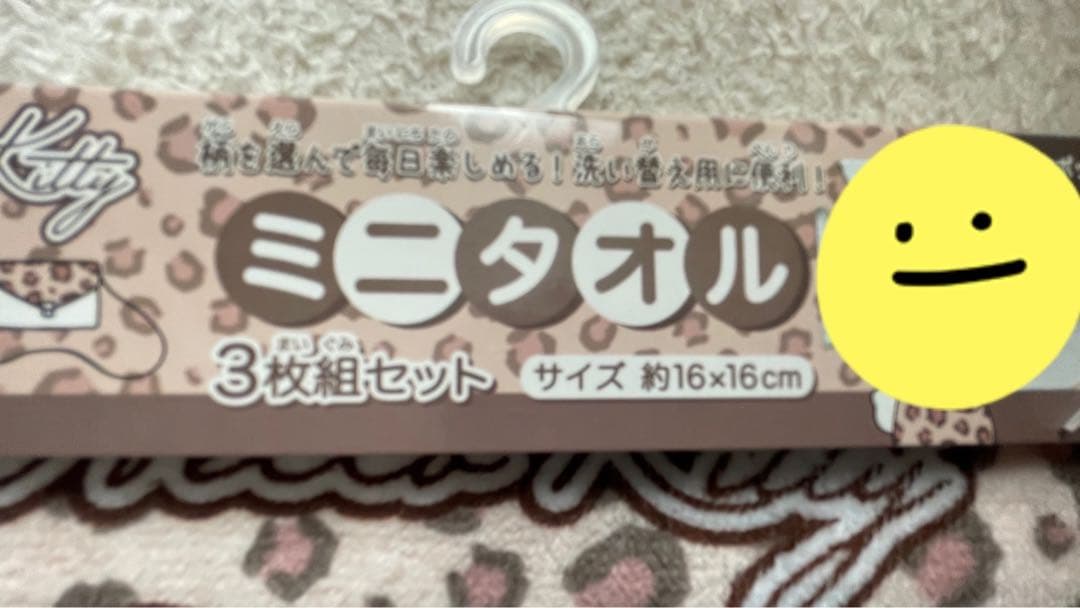 Kitty
柄を選んで毎日楽しめる！洗い替え用に便利！
ミニタオル
3枚組セット
サイズ 約16×16cm
Hello Kitty